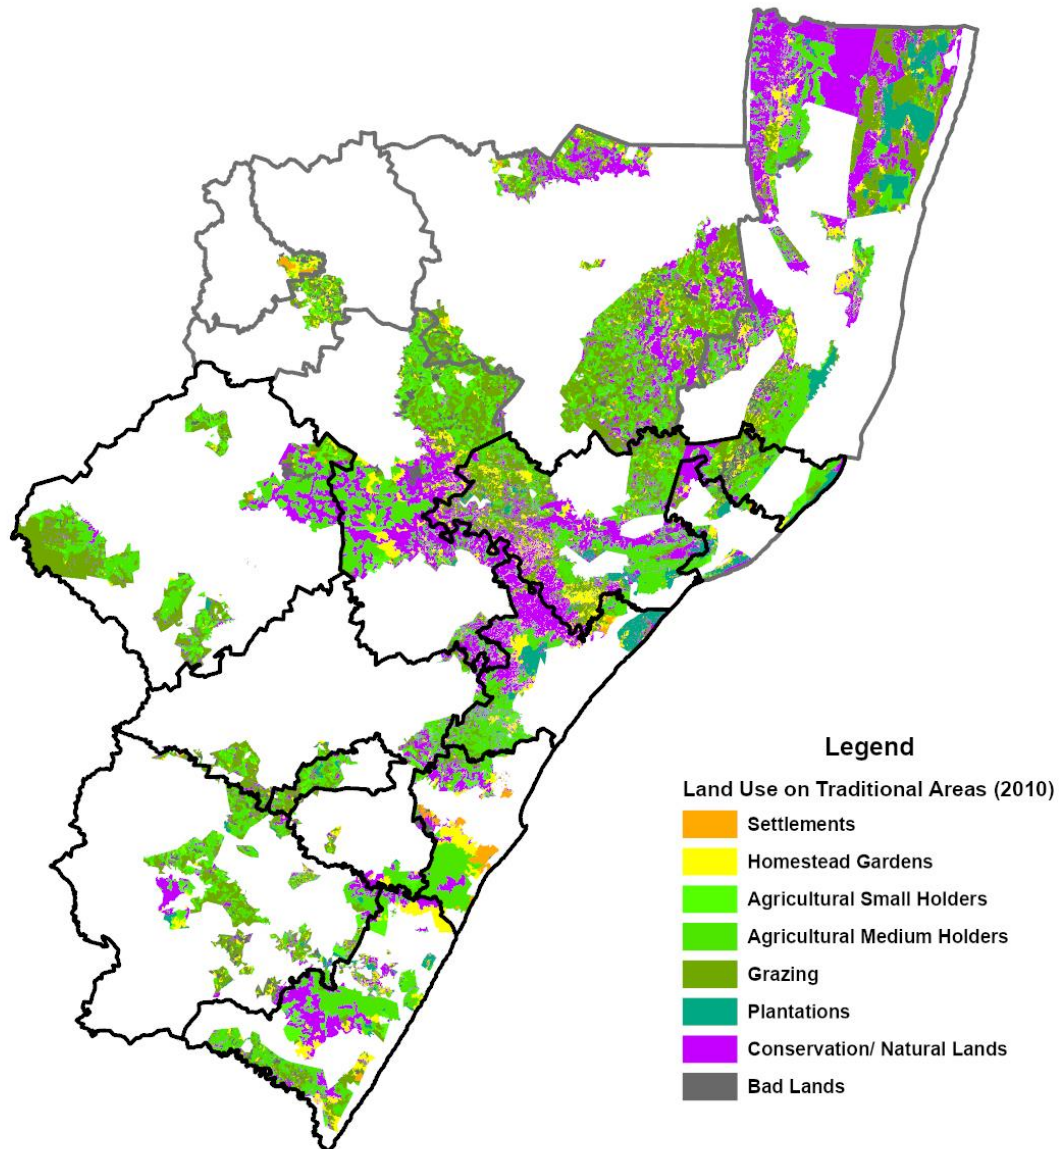 Legend
Land Use on Traditional Areas (2010)
Settlements
Homestead Gardens
Agricultural Small Holders
Agricultural Medium Holders
Grazing
Plantations
Conservation/ Natural Lands
Bad Lands